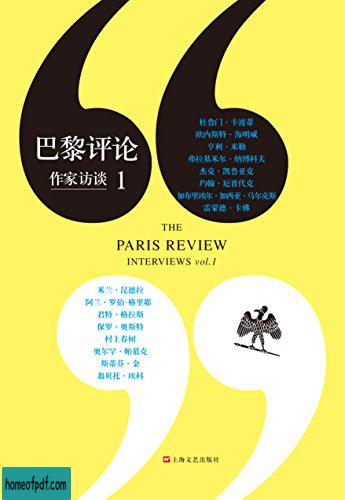 杜鲁门·卡波蒂
欧内斯特·海明威
亨利·米勒
弗拉基米尔·纳博科夫
杰克·凯鲁亚克
约翰·厄普代克
加布里埃尔·加西亚·马尔克斯
雷蒙德·卡佛
巴黎评论
作家访谈 1
THE
PARIS REVIEW
INTERVIEWS vol.1
米兰·昆德拉
阿兰·罗伯-格里耶
君特·格拉斯
保罗·奥斯特
村上春树
奥尔罕·帕慕克
斯蒂芬·金
翁贝托·埃科
上海文艺出版社
homeofpdf.com